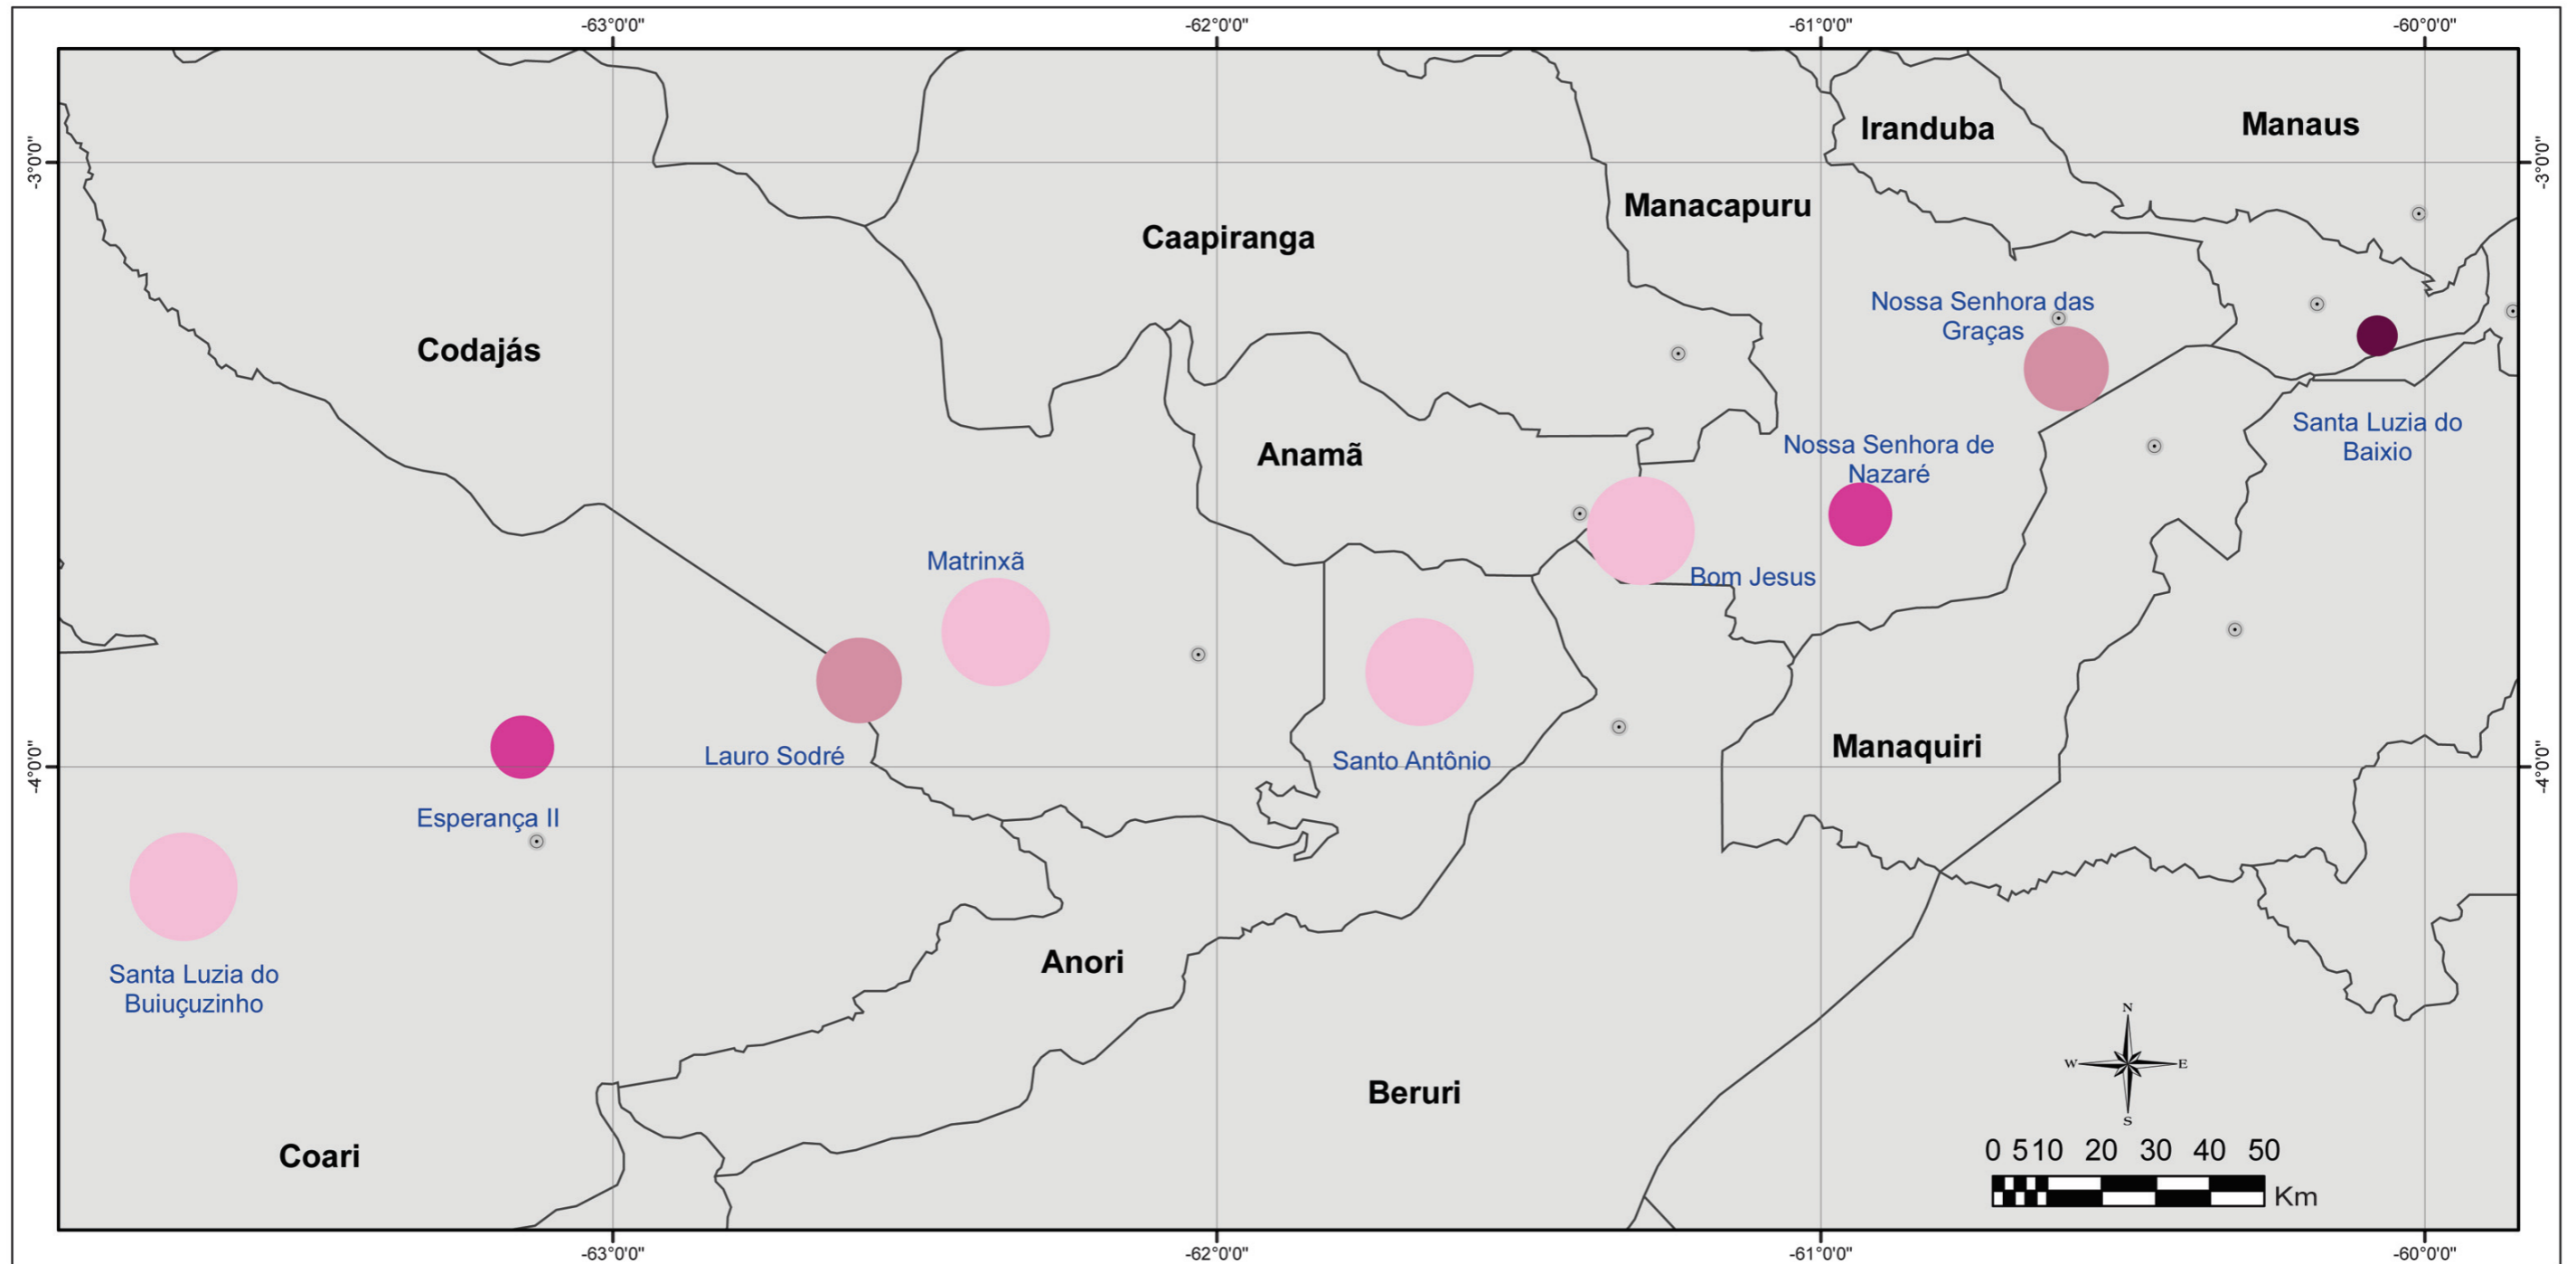 -63°0'0" -62°0'0" -61°0'0" -60°0'0"
Iranduba
Manaus
-3°0'0"
-3°0'0"
Manacapuru
Caapiranga
Nossa Senhora das
Graças
Codajás
Santa Luzia do
Baixio
Nossa Senhora de
Nazaré
Anamã
Matrinxã
Bom Jesus
Lauro Sodré
Santo Antônio
Manaquiri
-4°0'0"
-4°0'0"
Esperança II
Santa Luzia do
Buiuçuzinho
Anori
N
W E
S
Beruri
Coari
0 5 10 20 30 40 50
Km
-63°0'0" -62°0'0" -61°0'0" -60°0'0"